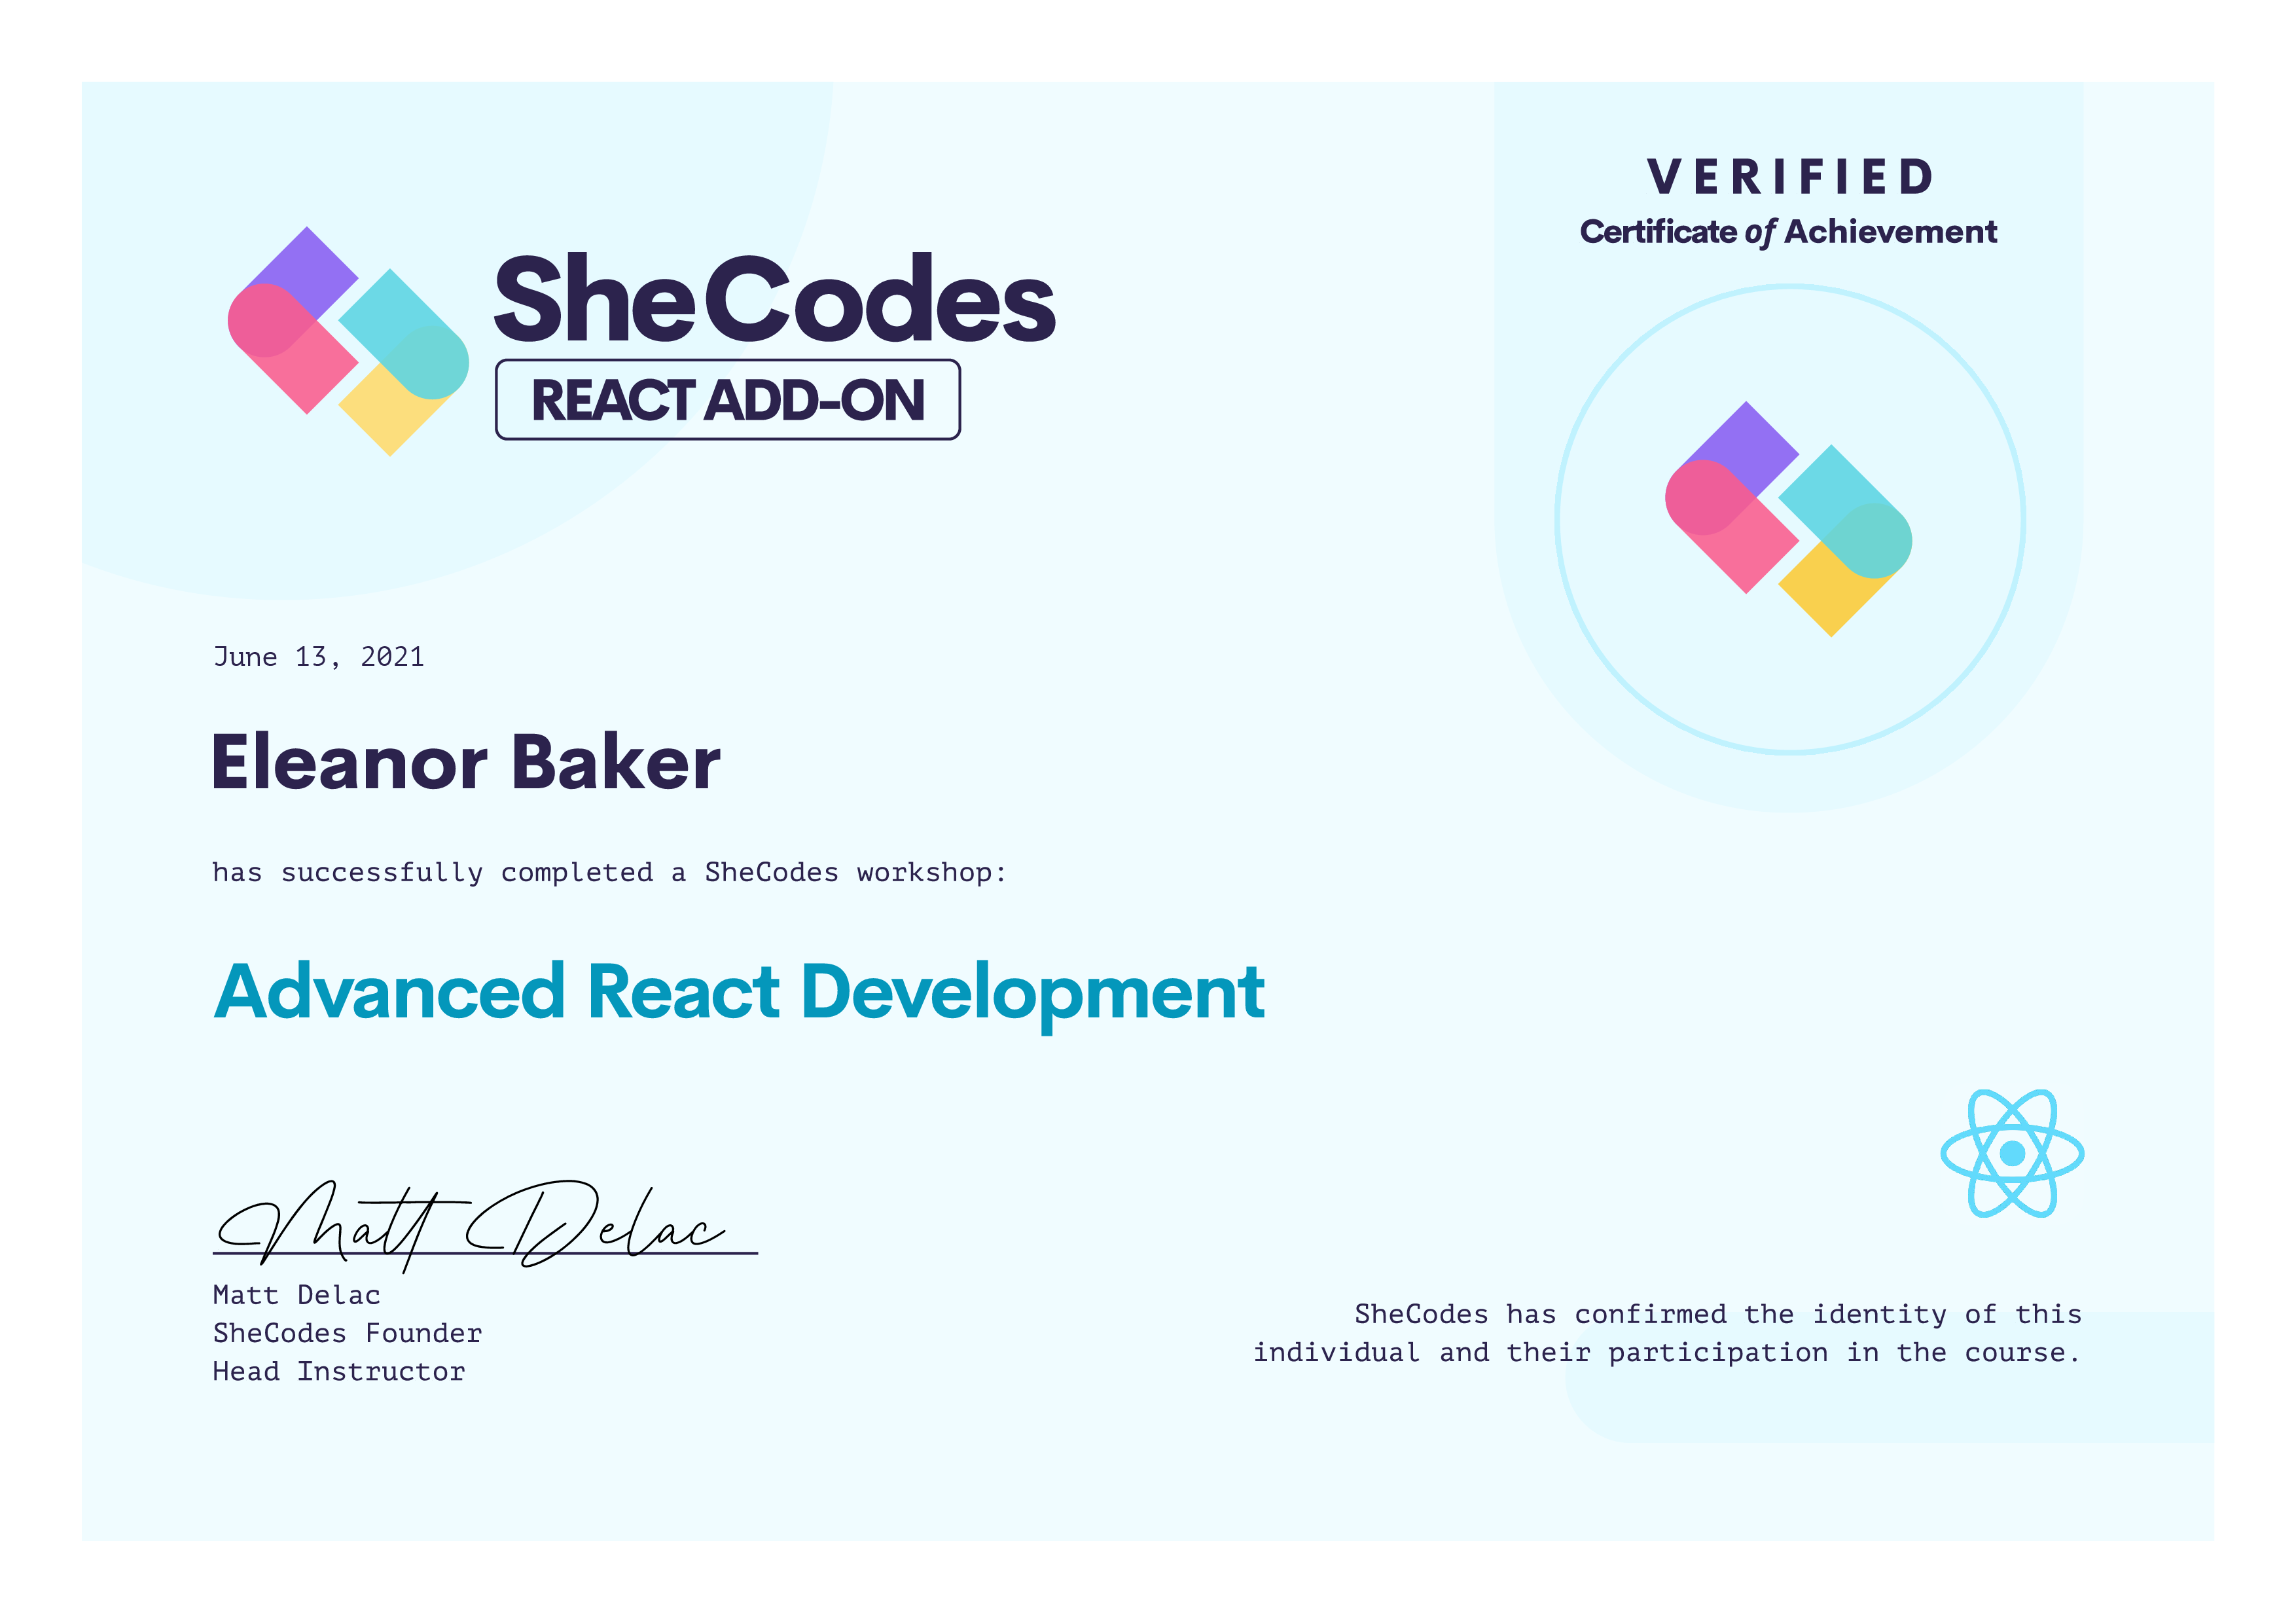 VERIFIED
Certificate of Achievement
SheCodes
REACT ADD-ON
June 13, 2021
Eleanor Baker
has successfully completed a SheCodes workshop:
Advanced React Development
Matt Delac
Matt Delac
SheCodes Founder
Head Instructor
SheCodes has confirmed the identity of this
individual and their participation in the course.